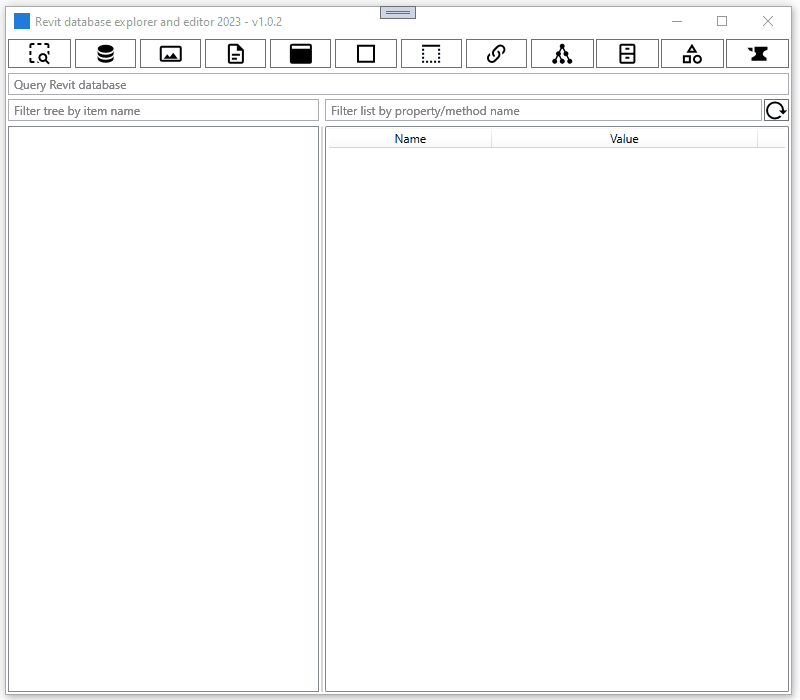 Revit database explorer and editor 2023 - v1.0.2
Query Revit database
Filter tree by item name
Filter list by property/method name
Name
Value